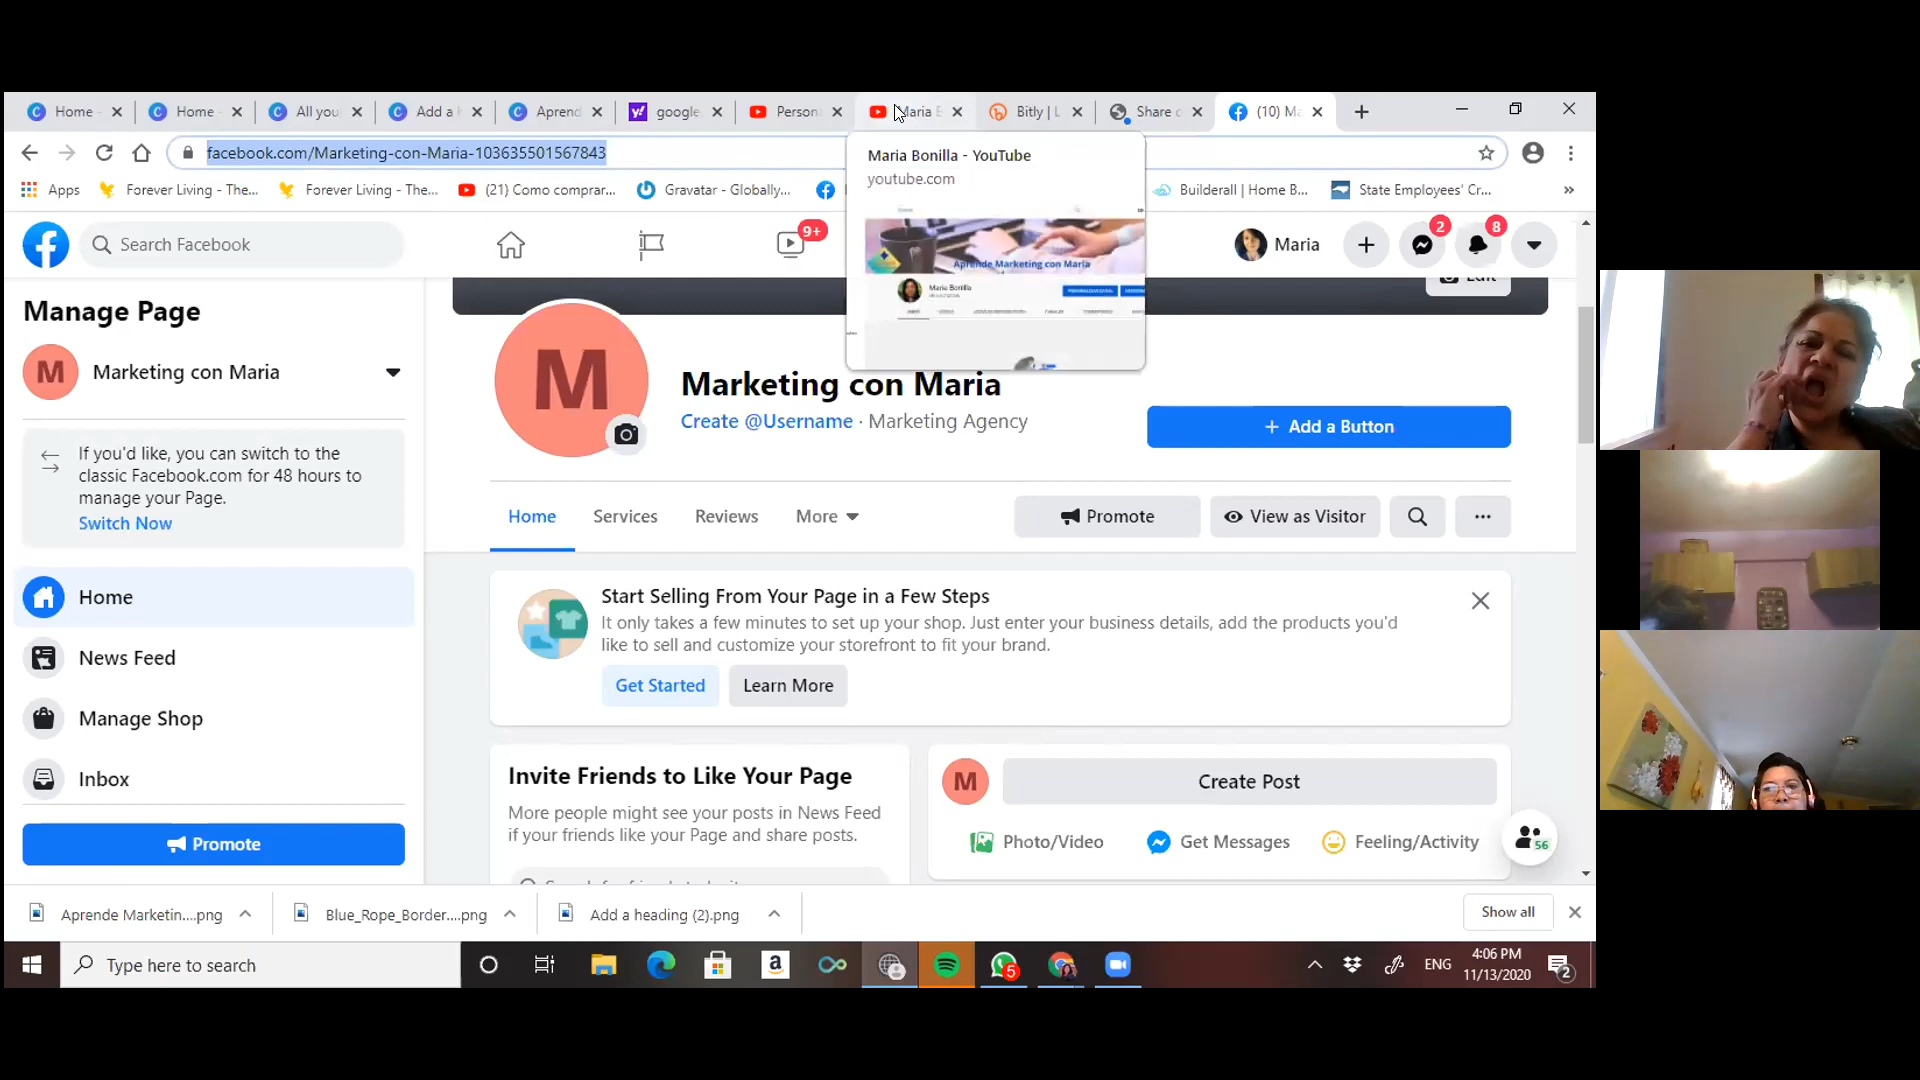 Home
Home -
All you
Add a
Aprend
google
Person
Maria B
Bitly | L
Share c
(10) Ma
facebook.com/Marketing-con-Maria-103635501567843
Maria Bonilla - YouTube
youtube.com
Apps
Forever Living - The...
Forever Living - The...
(21) Como comprar...
Gravatar - Globally...
Builderall | Home B...
State Employees' Cr...
»
Aprende Marketing con Maria
Maria Bonilla
Search Facebook
9+
Maria
2
8
Edit
Manage Page
M
Marketing con Maria
If you'd like, you can switch to the
classic Facebook.com for 48 hours to
manage your Page.
Switch Now
Home
News Feed
Manage Shop
Inbox
Promote
M
Marketing con Maria
Create @Username · Marketing Agency
+ Add a Button
Home
Services
Reviews
More
Promote
View as Visitor
Start Selling From Your Page in a Few Steps
It only takes a few minutes to set up your shop. Just enter your business details, add the products you'd
like to sell and customize your storefront to fit your brand.
Get Started
Learn More
Invite Friends to Like Your Page
More people might see your posts in News Feed
if your friends like your Page and share posts.
M
Create Post
Photo/Video
Get Messages
Feeling/Activity
56
Aprende Marketin....png
Blue_Rope_Border....png
Add a heading (2).png
Show all
Type here to search
5
ENG
4:06 PM
11/13/2020
2